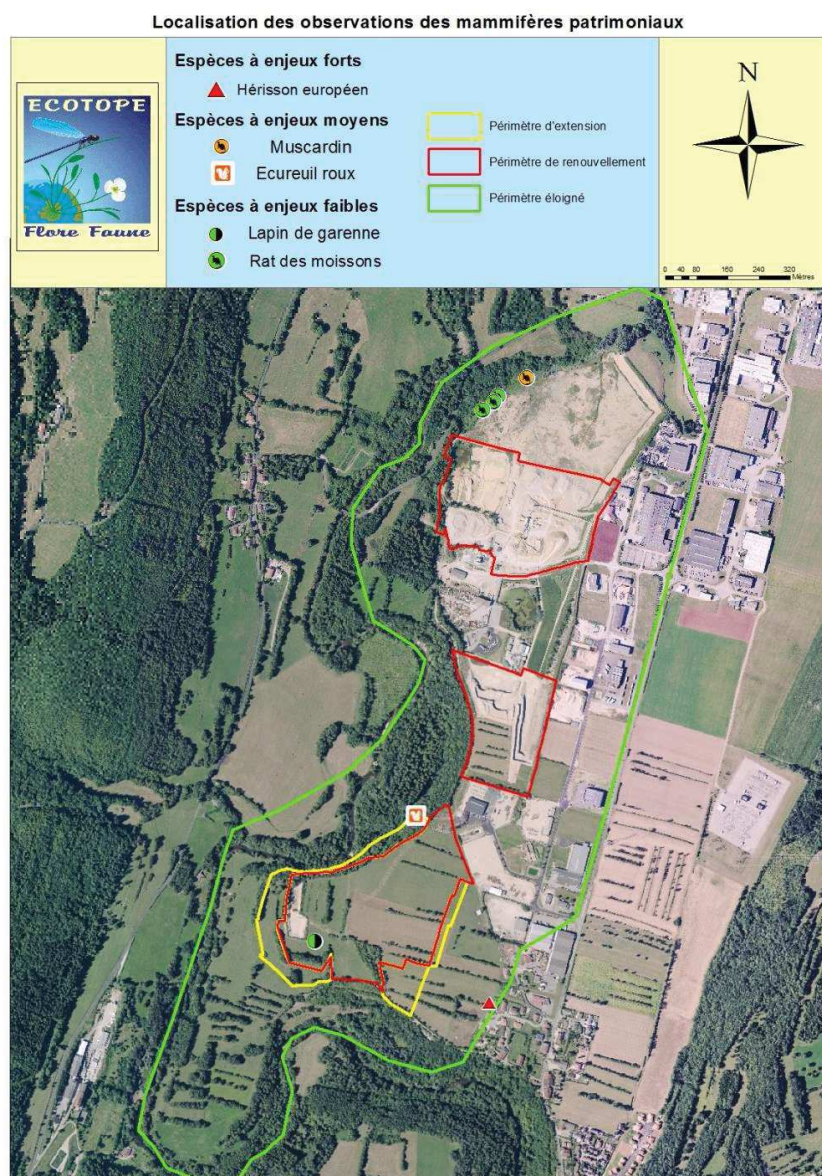 Localisation des observations des mammifères patrimoniaux
ECOTOPE
Flore Faune
Espèces à enjeux forts
Hérisson européen
Espèces à enjeux moyens
Muscardin
Ecureuil roux
Espèces à enjeux faibles
Lapin de garenne
Rat des moissons
Périmètre d'extension
Périmètre de renouvellement
Périmètre éloigné
N
0 40 80 160 240 320
Mètres